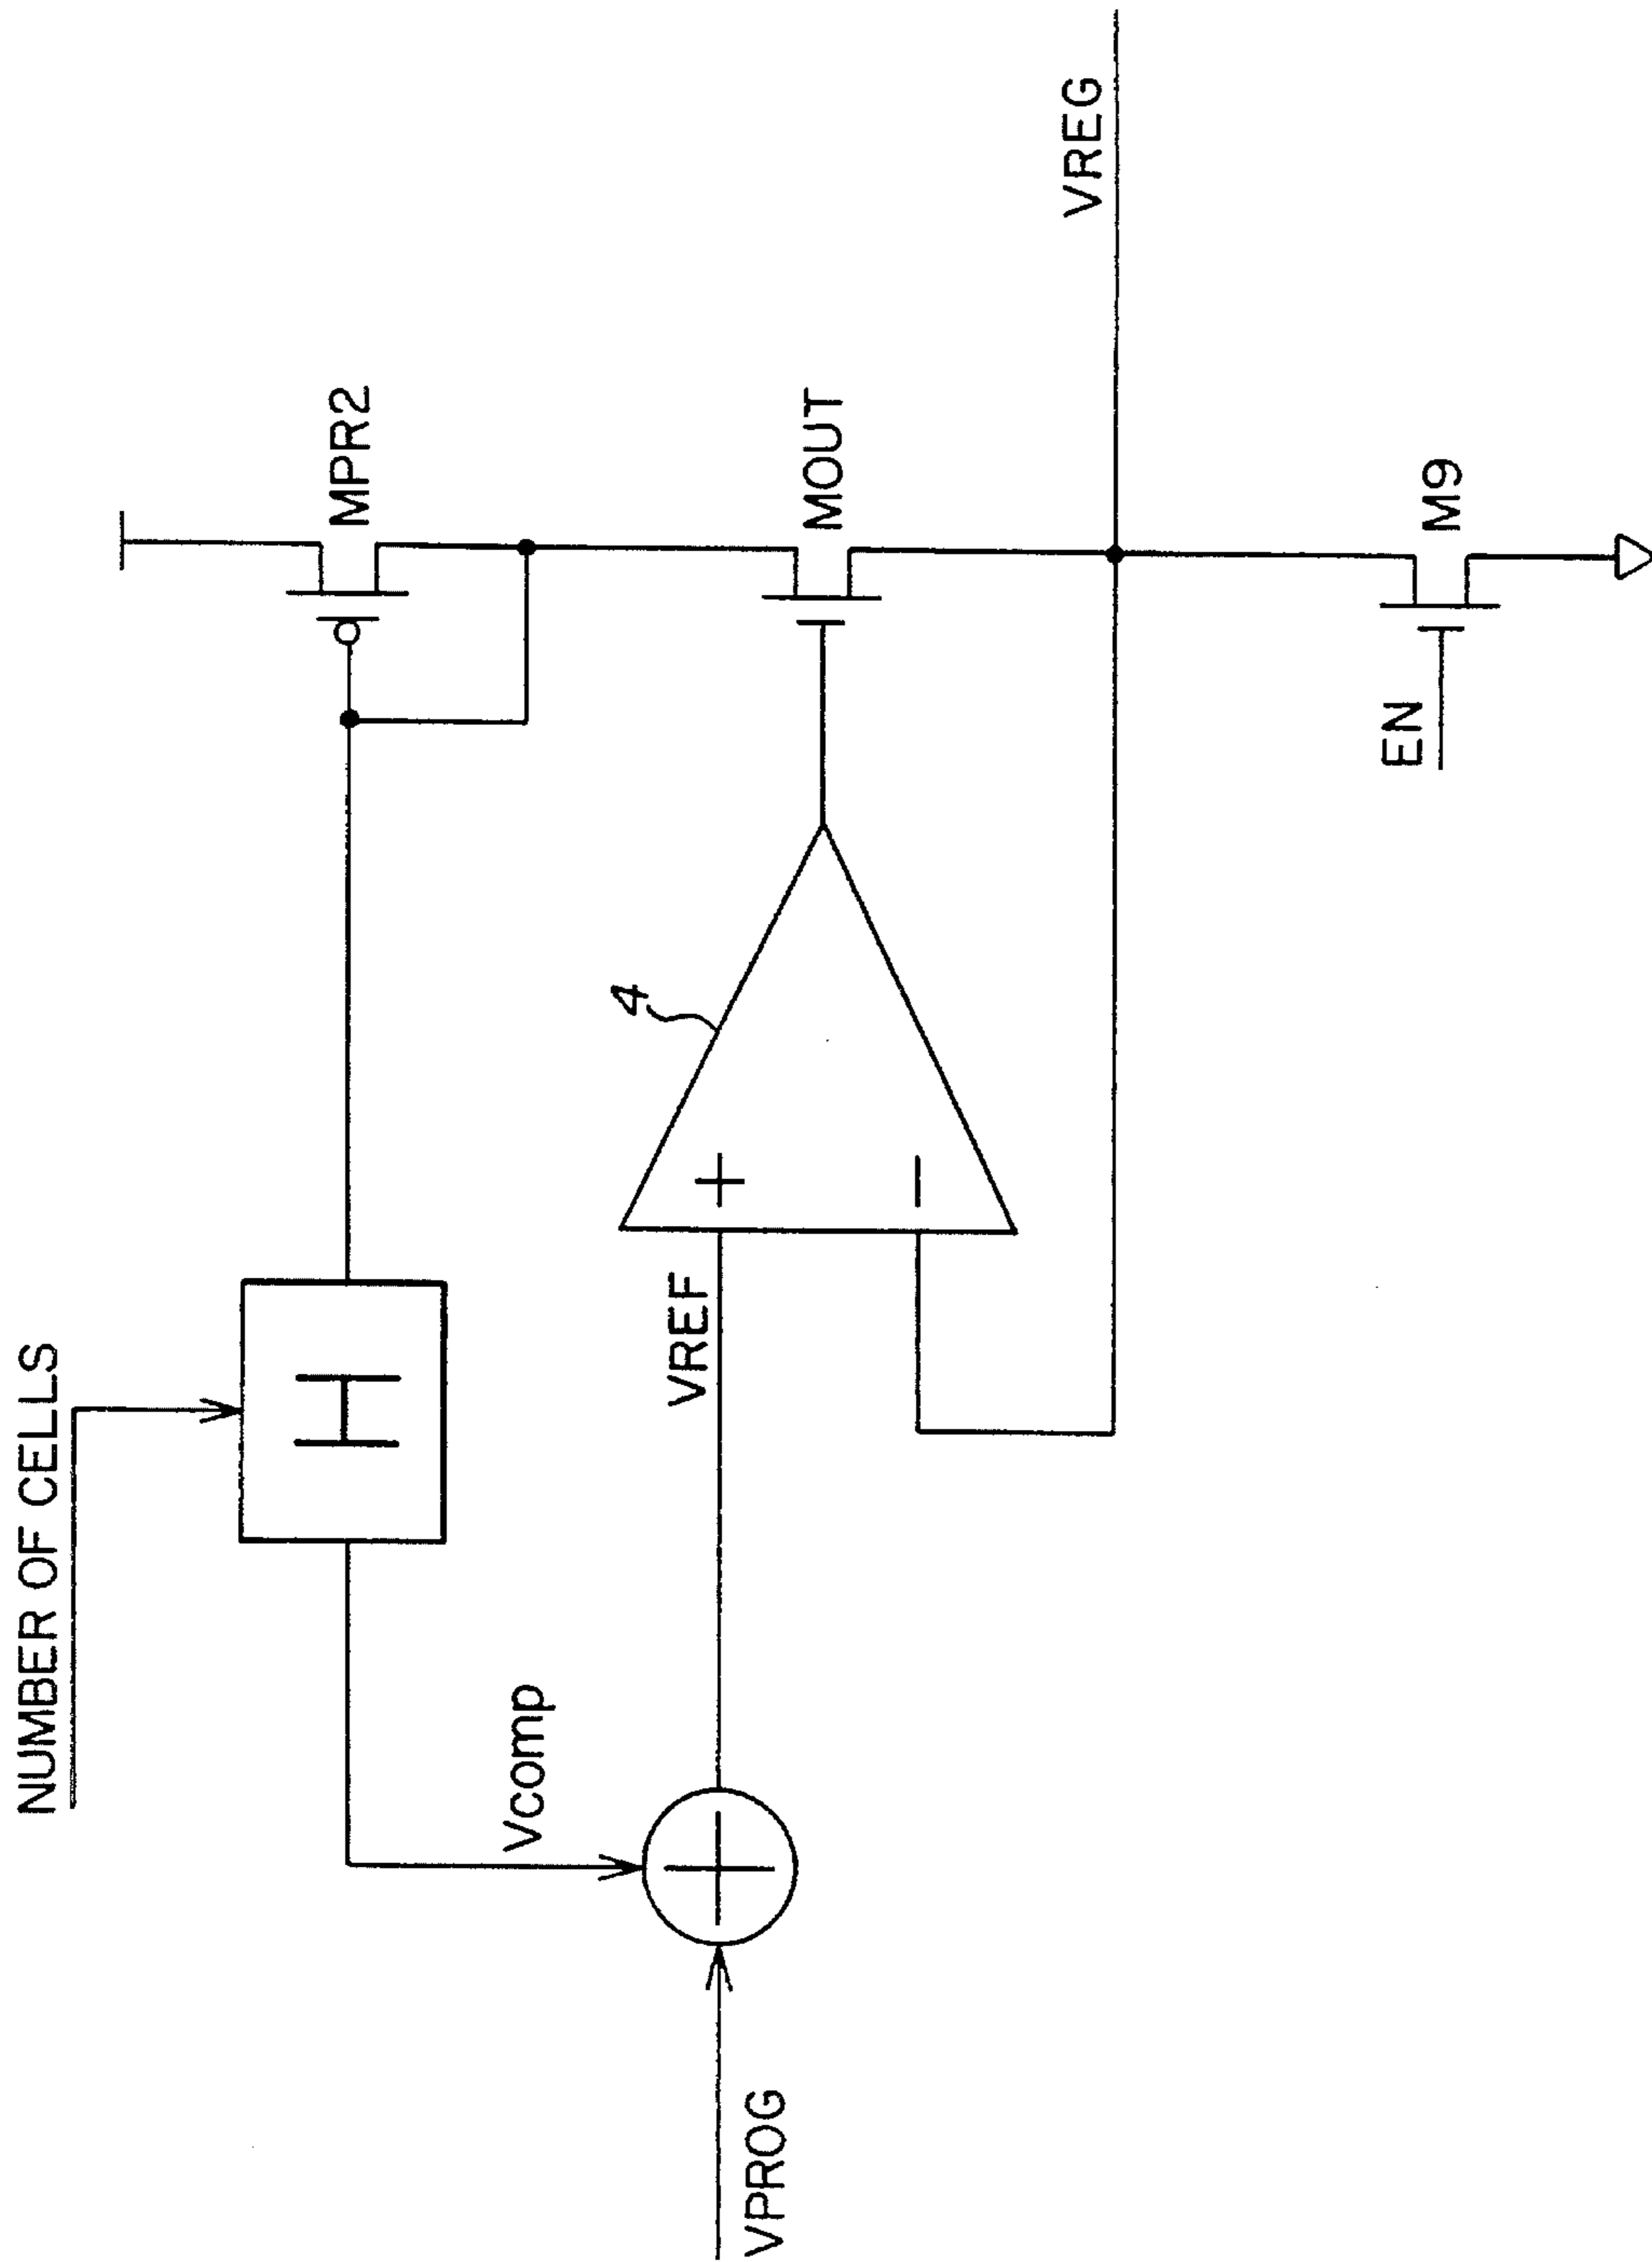 NUMBER OF CELLS
H
MPR2
Vcomp
VPROG
+
VREF
+
−
4
MOUT
VREG
EN
M9